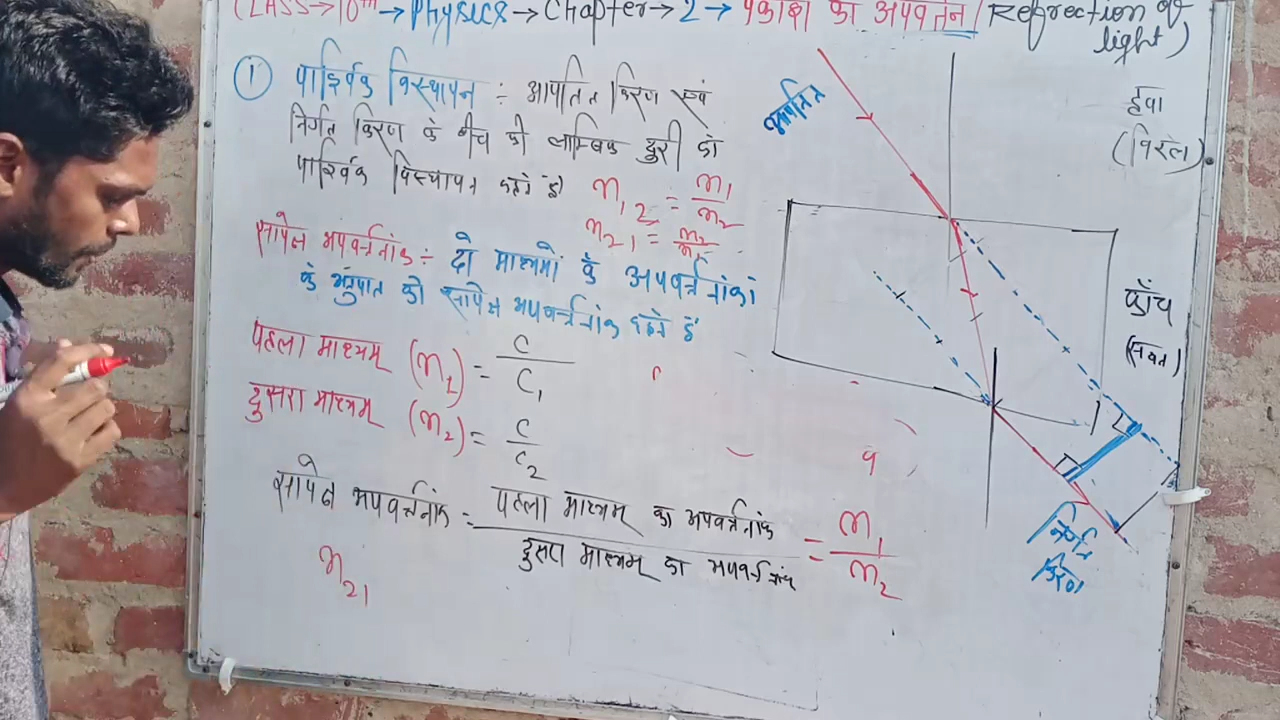 CLASS→10th→Physics→Chapter→2→ प्रकाश का अपवर्तन / (Refrection of light)
① पार्श्विक विस्थापन : आपतित किरण एवं
निर्गत किरण के बीच की लाम्बिक दुरी को
पार्श्विक विस्थापन कहते हैं।
n₁₂ = n₁/n₂
n₂₁ = n₂/n₁
सापेक्ष अपवर्त्तनांक ÷ दो माध्यमों के अपवर्त्तनांकों
के अनुपात को सापेक्ष अपवर्त्तनांक कहते हैं
पहला माध्यम् (n₁) = C/C₁
दुसरा माध्यम् (n₂) = C/C₂
सापेक्ष अपवर्त्तनांक = पहला माध्यम् का अपवर्त्तनांक / दुसरा माध्यम् का अपवर्त्तनांक = n₁/n₂
n₂₁
आपतित
हवा
(विरल)
काँच
(सघन)
निर्गत
किरण